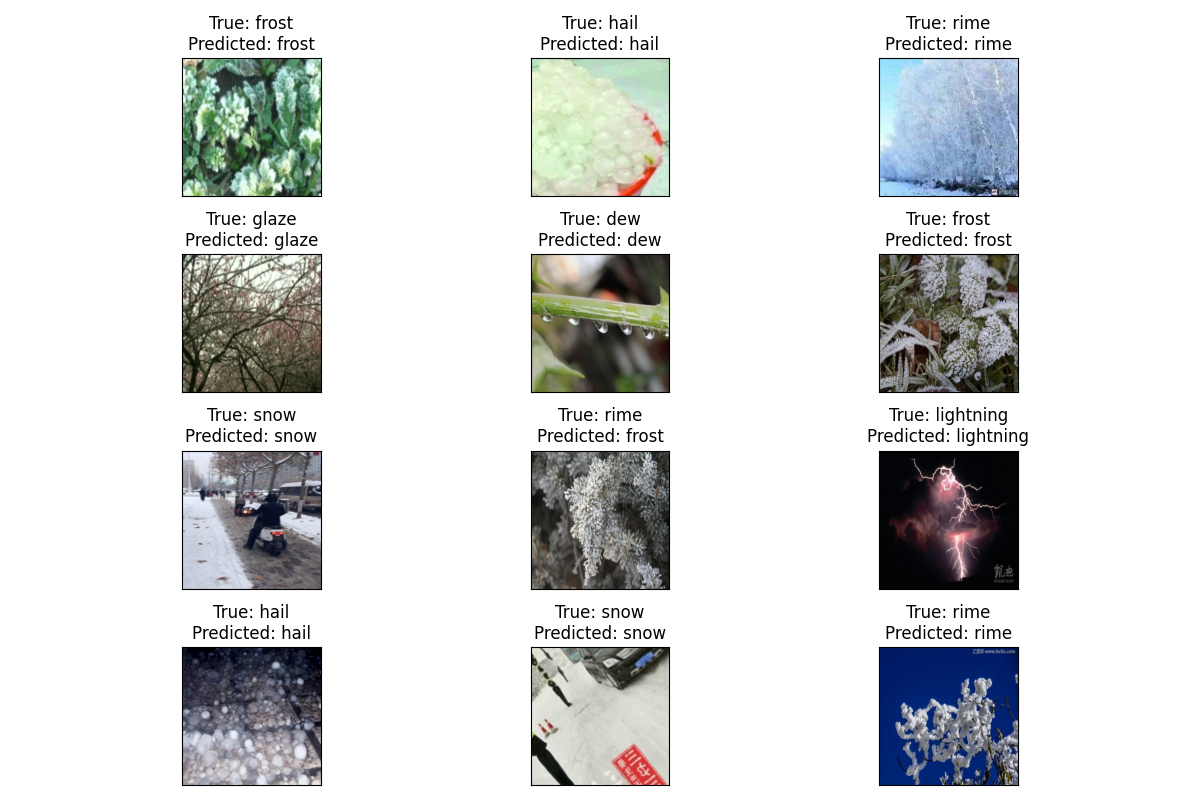 True: frost
Predicted: frost
True: hail
Predicted: hail
True: rime
Predicted: rime
True: glaze
Predicted: glaze
True: dew
Predicted: dew
True: frost
Predicted: frost
True: snow
Predicted: snow
True: rime
Predicted: frost
True: lightning
Predicted: lightning
True: hail
Predicted: hail
True: snow
Predicted: snow
True: rime
Predicted: rime